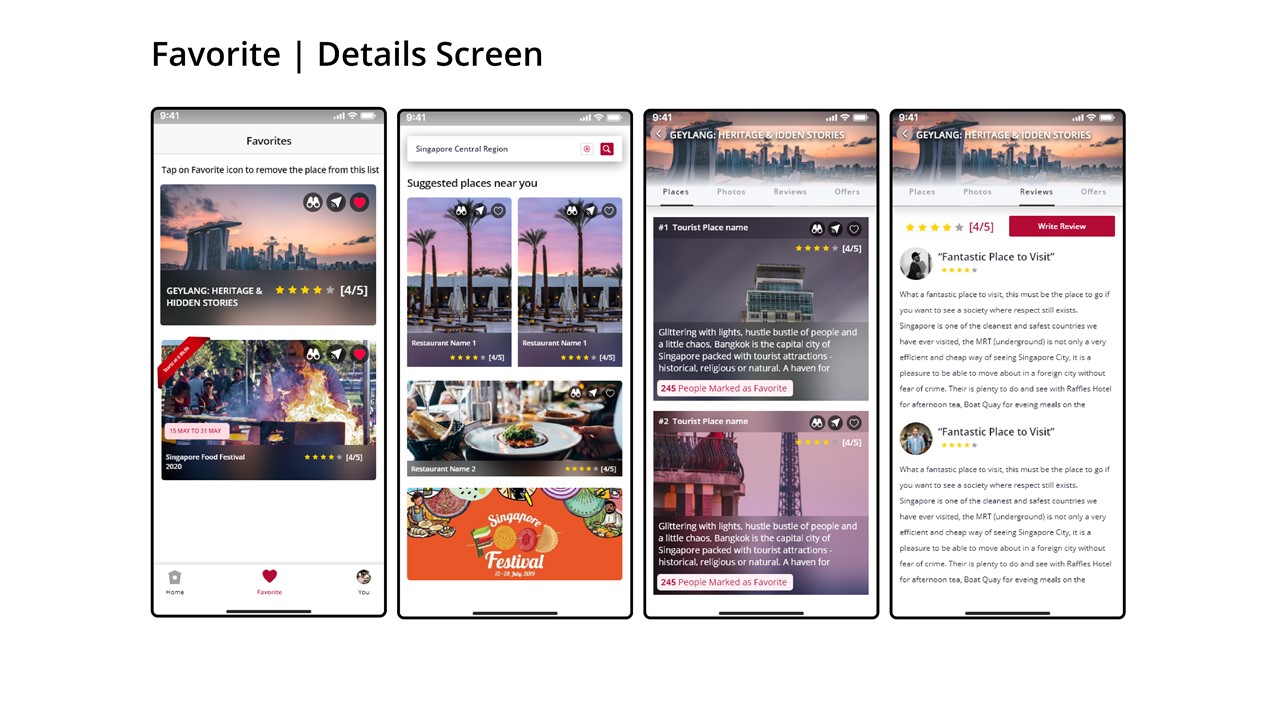 Favorite | Details Screen
9:41
Favorites
Tap on Favorite icon to remove the place from this list
GEYLANG: HERITAGE &
HIDDEN STORIES
[4/5]
15 MAY TO 31 MAY
Singapore Food Festival
2020
[4/5]
Home
Favorite
You
9:41
Singapore Central Region
Suggested places near you
Restaurant Name 1
[4/5]
Restaurant Name 1
[4/5]
Restaurant Name 2
[4/5]
Singapore
Festival
12 - 28 July, 2019
9:41
GEYLANG: HERITAGE & IDDEN STORIES
Places Photos Reviews Offers
#1 Tourist Place name
[4/5]
Glittering with lights, hustle bustle of people and
a little chaos, Bangkok is the capital city of
Singapore packed with tourist attractions -
historical, religious or natural. A haven for
245 People Marked as Favorite
#2 Tourist Place name
[4/5]
Glittering with lights, hustle bustle of people and
a little chaos, Bangkok is the capital city of
Singapore packed with tourist attractions -
historical, religious or natural. A haven for
245 People Marked as Favorite
9:41
GEYLANG: HERITAGE & IDDEN STORIES
Places Photos Reviews Offers
[4/5]
Write Review
“Fantastic Place to Visit”
What a fantastic place to visit, this must be the place to go if
you want to see a society where respect still exists.
Singapore is one of the cleanest and safest countries we
have ever visited, the MRT (underground) is not only a very
efficient and cheap way of seeing Singapore City, it is a
pleasure to be able to move about in a foreign city without
fear of crime. Their is plenty to do and see with Raffles Hotel
for afternoon tea, Boat Quay for eveing meals on the
“Fantastic Place to Visit”
What a fantastic place to visit, this must be the place to go if
you want to see a society where respect still exists.
Singapore is one of the cleanest and safest countries we
have ever visited, the MRT (underground) is not only a very
efficient and cheap way of seeing Singapore City, it is a
pleasure to be able to move about in a foreign city without
fear of crime. Their is plenty to do and see with Raffles Hotel
for afternoon tea, Boat Quay for eveing meals on the